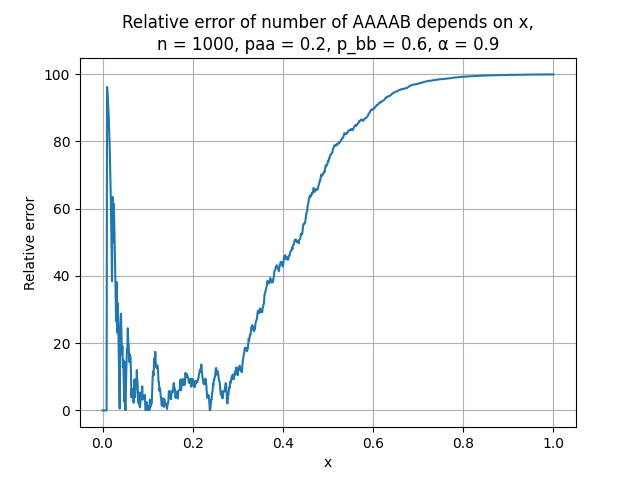 Relative error of number of AAAAB depends on x,
n = 1000, paa = 0.2, p_bb = 0.6, α = 0.9
Relative error
100
80
60
40
20
0
0.0 0.2 0.4 0.6 0.8 1.0
x